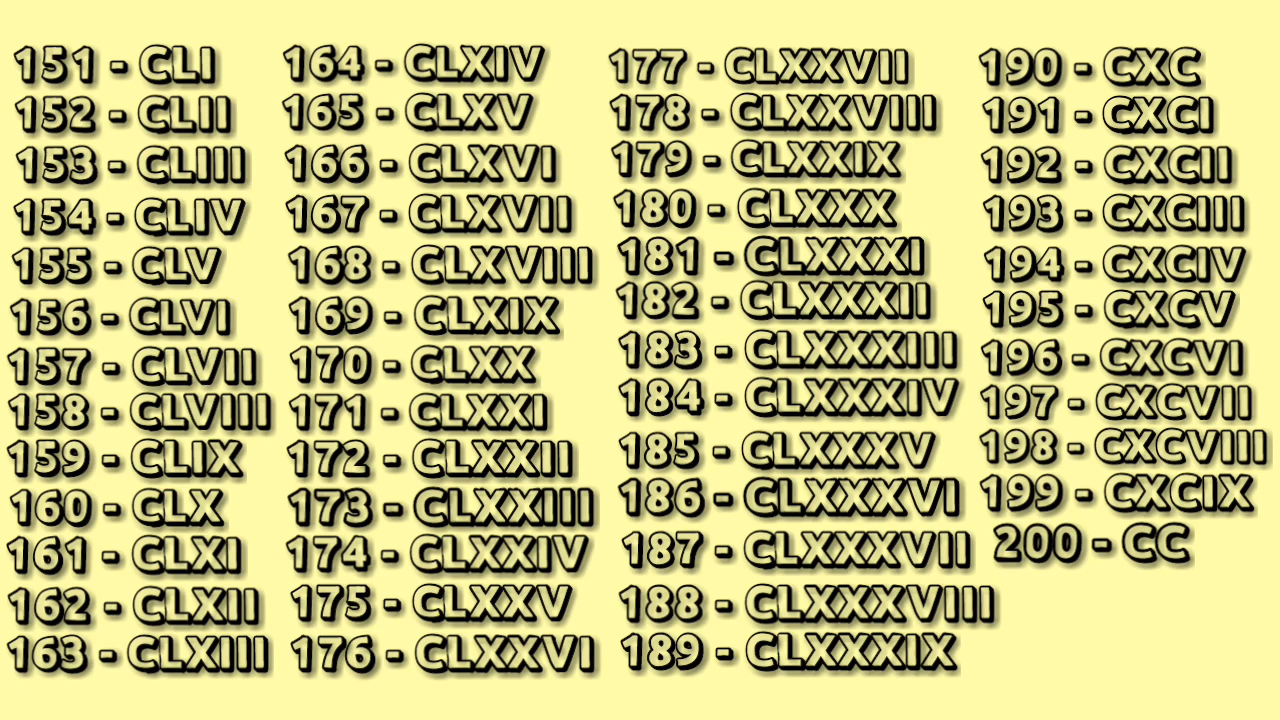 151 - CLI
152 - CLII
153 - CLIII
154 - CLIV
155 - CLV
156 - CLVI
157 - CLVII
158 - CLVIII
159 - CLIX
160 - CLX
161 - CLXI
162 - CLXII
163 - CLXIII
164 - CLXIV
165 - CLXV
166 - CLXVI
167 - CLXVII
168 - CLXVIII
169 - CLXIX
170 - CLXX
171 - CLXXI
172 - CLXXII
173 - CLXXIII
174 - CLXXIV
175 - CLXXV
176 - CLXXVI
177 - CLXXVII
178 - CLXXVIII
179 - CLXXIX
180 - CLXXX
181 - CLXXXI
182 - CLXXXII
183 - CLXXXIII
184 - CLXXXIV
185 - CLXXXV
186 - CLXXXVI
187 - CLXXXVII
188 - CLXXXVIII
189 - CLXXXIX
190 - CXC
191 - CXCI
192 - CXCII
193 - CXCIII
194 - CXCIV
195 - CXCV
196 - CXCVI
197 - CXCVII
198 - CXCVIII
199 - CXCIX
200 - CC